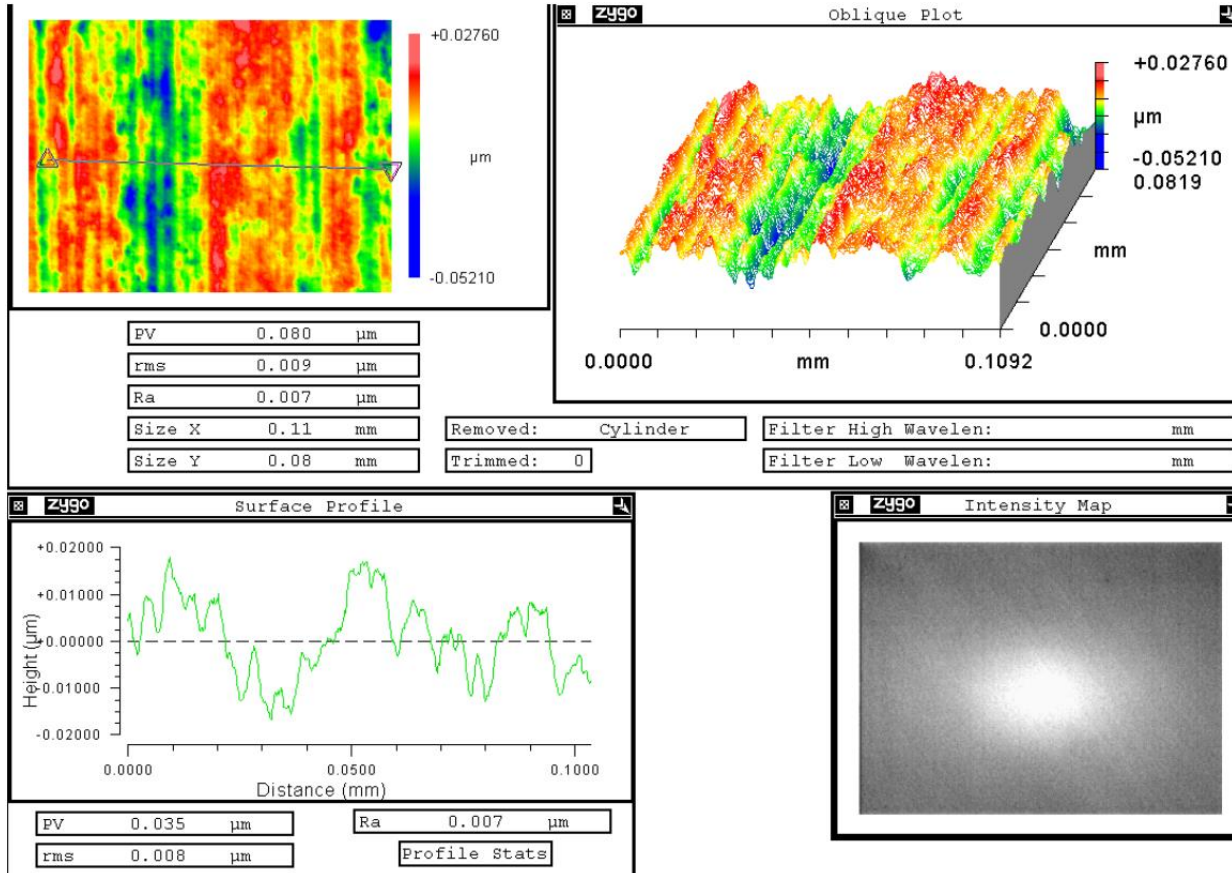 +0.02760
µm
-0.05210
zygo Oblique Plot
+0.02760
µm
-0.05210
0.0819
mm
0.0000
0.0000 mm 0.1092
PV 0.080 µm
rms 0.009 µm
Ra 0.007 µm
Size X 0.11 mm
Size Y 0.08 mm
Removed: Cylinder
Trimmed: 0
Filter High Wavelen: mm
Filter Low Wavelen: mm
zygo Surface Profile
+0.02000
+0.01000
+0.00000
-0.01000
-0.02000
Height (µm)
0.0000 0.0500 0.1000
Distance (mm)
PV 0.035 µm
rms 0.008 µm
Ra 0.007 µm
Profile Stats
zygo Intensity Map